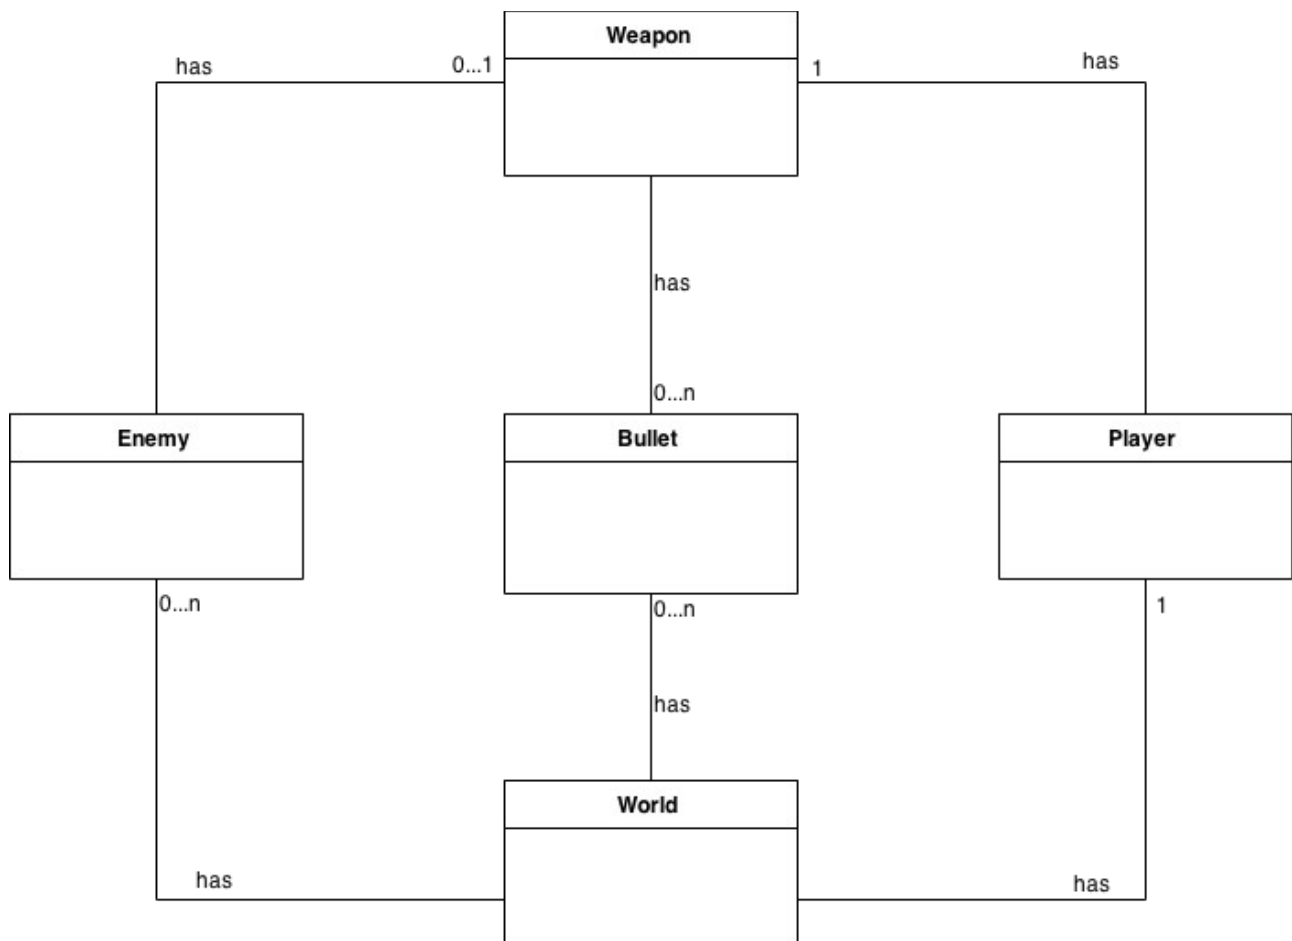 Weapon
has
0...1
1
has
has
0...n
Enemy
Bullet
Player
0...n
0...n
1
has
World
has
has